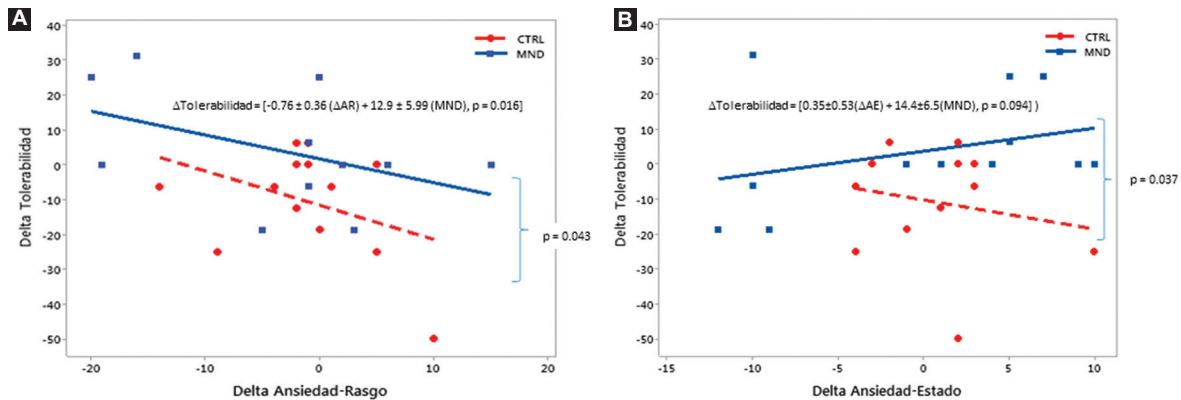 A
CTRL
MND
ΔTolerabilidad = [-0.76 ± 0.36 (ΔAR) + 12.9 ± 5.99 (MND), p = 0.016]
p = 0.043
Delta Tolerabilidad
40
30
20
10
0
-10
-20
-30
-40
-50
-20
-10
0
10
20
Delta Ansiedad-Rasgo
B
CTRL
MND
ΔTolerabilidad = [0.35±0.53(ΔAE) + 14.4±6.5(MND), p = 0.094] )
p = 0.037
Delta Tolerabilidad
40
30
20
10
0
-10
-20
-30
-40
-50
-15
-10
-5
0
5
10
Delta Ansiedad-Estado